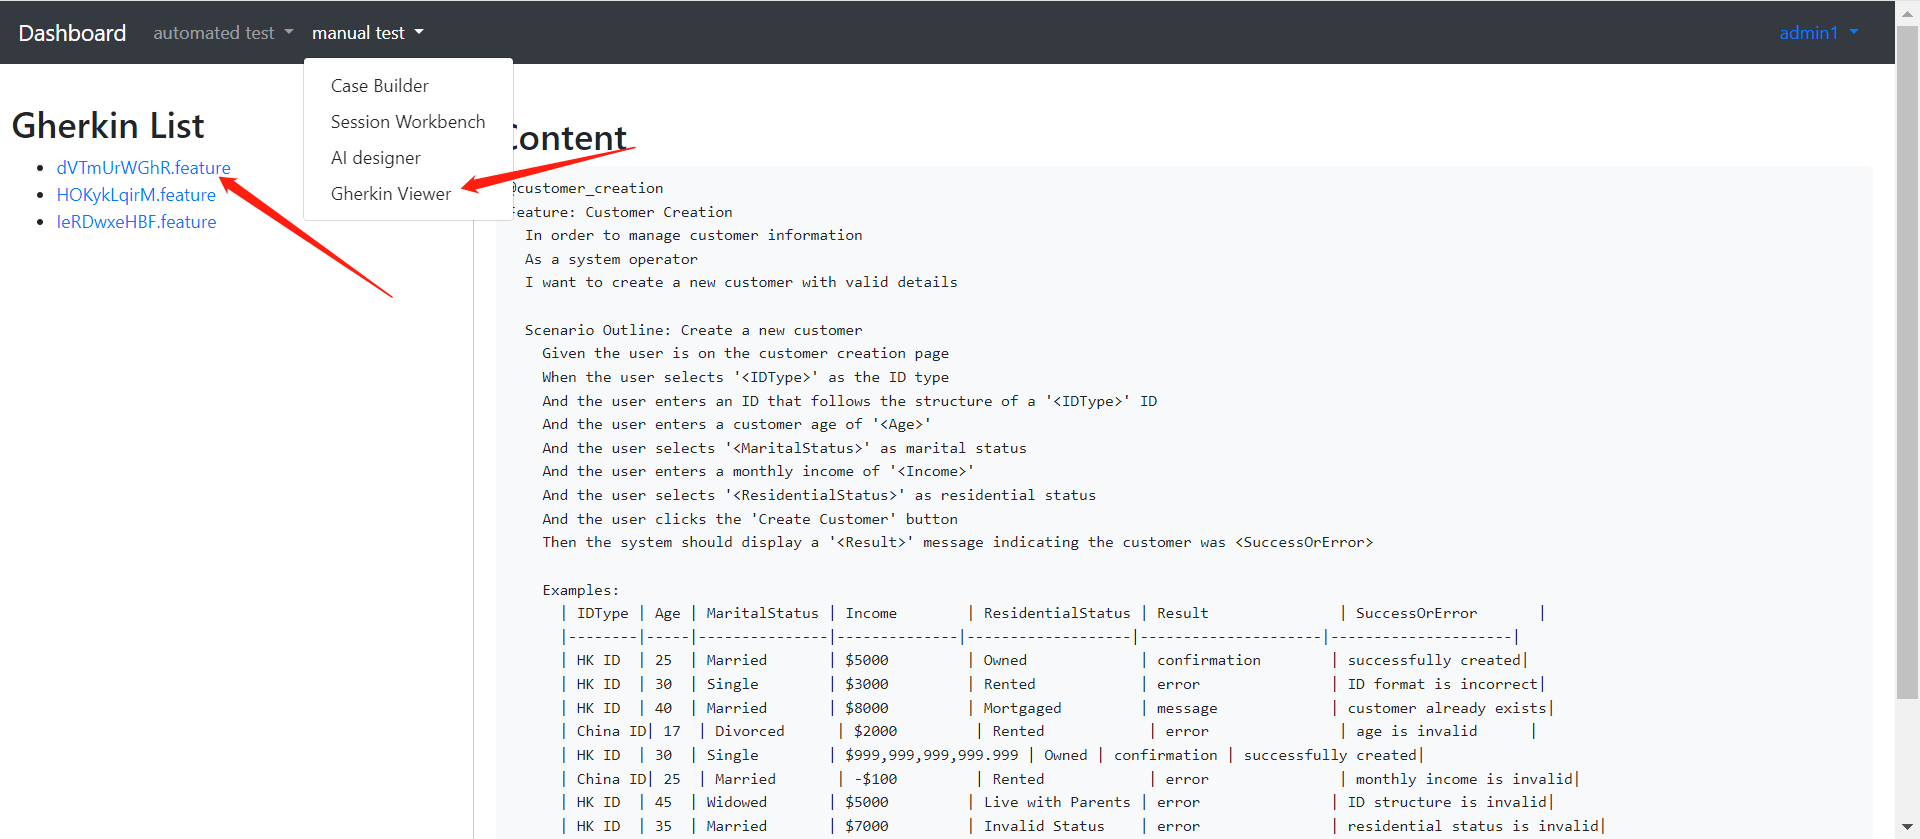 Dashboard automated test manual test admin1
Case Builder
Session Workbench
AI designer
Gherkin Viewer
Gherkin List
dVTmUrWGhR.feature
HOKykLqirM.feature
IeRDwxeHBF.feature
Content
@customer_creation
Feature: Customer Creation
In order to manage customer information
As a system operator
I want to create a new customer with valid details
Scenario Outline: Create a new customer
Given the user is on the customer creation page
When the user selects '<IDType>' as the ID type
And the user enters an ID that follows the structure of a '<IDType>' ID
And the user enters a customer age of '<Age>'
And the user selects '<MaritalStatus>' as marital status
And the user enters a monthly income of '<Income>'
And the user selects '<ResidentialStatus>' as residential status
And the user clicks the 'Create Customer' button
Then the system should display a '<Result>' message indicating the customer was <SuccessOrError>
Examples:
| IDType | Age | MaritalStatus | Income | ResidentialStatus | Result | SuccessOrError |
|--------|-----|---------------|--------------|-------------------|---------------------|---------------------|
| HK ID | 25 | Married | $5000 | Owned | confirmation | successfully created|
| HK ID | 30 | Single | $3000 | Rented | error | ID format is incorrect|
| HK ID | 40 | Married | $8000 | Mortgaged | message | customer already exists|
| China ID| 17 | Divorced | $2000 | Rented | error | age is invalid |
| HK ID | 30 | Single | $999,999,999,999.999 | Owned | confirmation | successfully created|
| China ID| 25 | Married | -$100 | Rented | error | monthly income is invalid|
| HK ID | 45 | Widowed | $5000 | Live with Parents | error | ID structure is invalid|
| HK ID | 35 | Married | $7000 | Invalid Status | error | residential status is invalid|